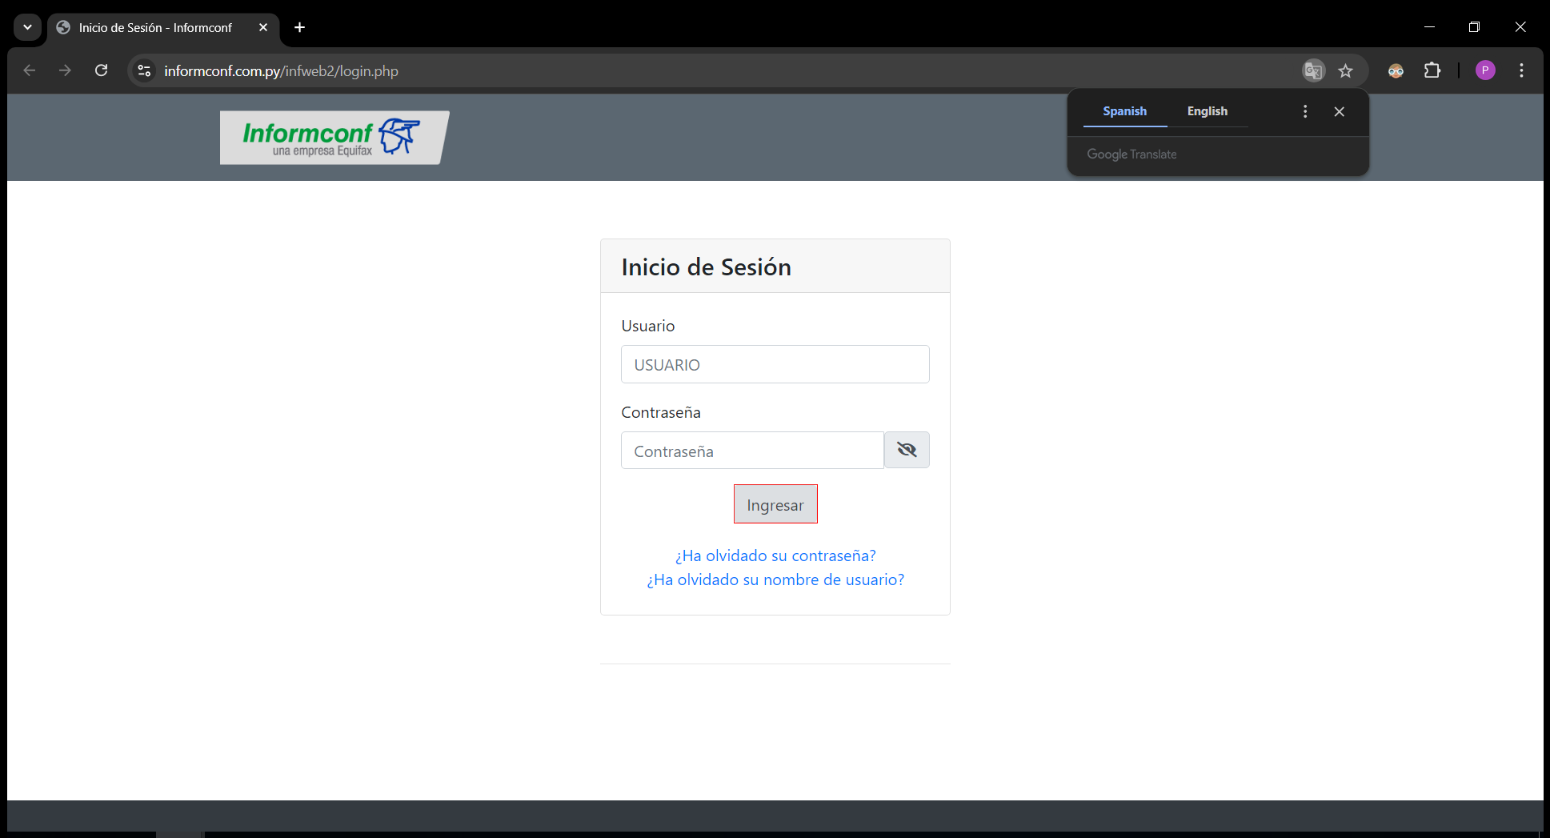 Inicio de Sesión - Informconf
informconf.com.py/infweb2/login.php
P
Spanish English
Google Translate
Informconf
una empresa Equifax
Inicio de Sesión
Usuario
USUARIO
Contraseña
Contraseña
Ingresar
¿Ha olvidado su contraseña?
¿Ha olvidado su nombre de usuario?